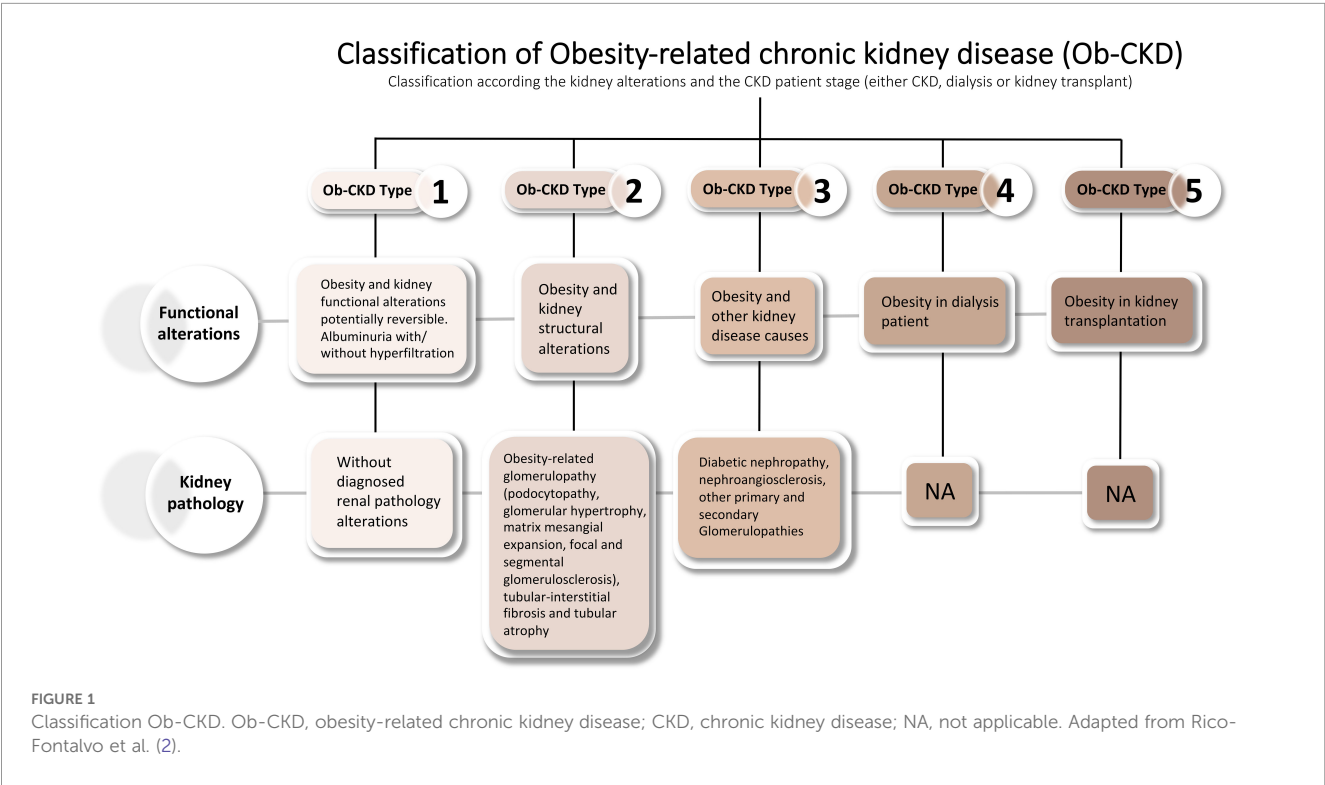 Classification of Obesity-related chronic kidney disease (Ob-CKD)
Classification according the kidney alterations and the CKD patient stage (either CKD, dialysis or kidney transplant)
Ob-CKD Type 1
Ob-CKD Type 2
Ob-CKD Type 3
Ob-CKD Type 4
Ob-CKD Type 5
Functional
alterations
Obesity and kidney
functional alterations
potentially reversible.
Albuminuria with/
without hyperfiltration
Obesity and
kidney
structural
alterations
Obesity and
other kidney
disease causes
Obesity in dialysis
patient
Obesity in kidney
transplantation
Kidney
pathology
Without
diagnosed
renal pathology
alterations
Obesity-related
glomerulopathy
(podocytopathy,
glomerular hypertrophy,
matrix mesangial
expansion, focal and
segmental
glomerulosclerosis),
tubular-interstitial
fibrosis and tubular
atrophy
Diabetic nephropathy,
nephroangiosclerosis,
other primary and
secondary
Glomerulopathies
NA
NA
FIGURE 1
Classification Ob-CKD. Ob-CKD, obesity-related chronic kidney disease; CKD, chronic kidney disease; NA, not applicable. Adapted from Rico-
Fontalvo et al. (2).